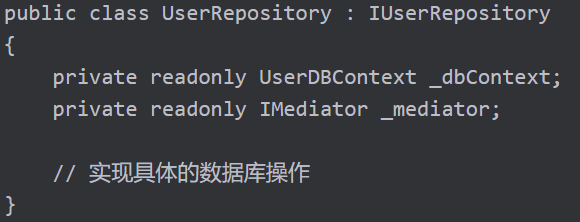 public class UserRepository : IUserRepository
{
    private readonly UserDBContext _dbContext;
    private readonly IMediator _mediator;
    // 实现具体的数据库操作
}